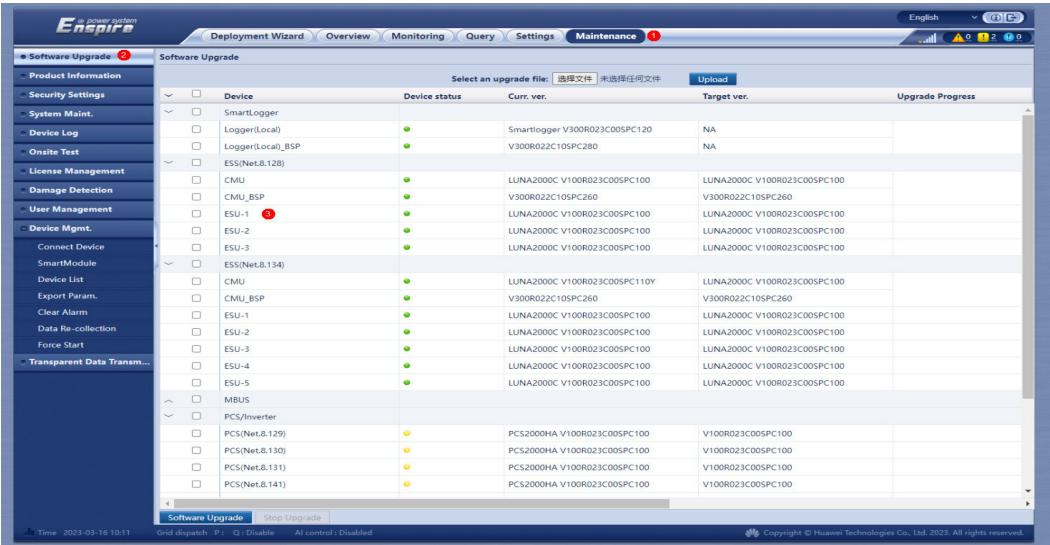 Enspire e power system
English
Deployment Wizard Overview Monitoring Query Settings Maintenance 1
0 2 0
Software Upgrade 2
Product Information
Security Settings
System Maint.
Device Log
Onsite Test
License Management
Damage Detection
User Management
Device Mgmt.
Connect Device
SmartModule
Device List
Export Param.
Clear Alarm
Data Re-collection
Force Start
Transparent Data Transm...
Software Upgrade
Select an upgrade file: 选择文件 未选择任何文件 Upload
Device Device status Curr. ver. Target ver. Upgrade Progress
SmartLogger
Logger(Local) Smartlogger V300R023C00SPC120 NA
Logger(Local)_BSP V300R022C10SPC280 NA
ESS(Net.8.128)
CMU LUNA2000C V100R023C00SPC100 LUNA2000C V100R023C00SPC100
CMU_BSP V300R022C10SPC260 V300R022C10SPC260
ESU-1 3 LUNA2000C V100R023C00SPC100 LUNA2000C V100R023C00SPC100
ESU-2 LUNA2000C V100R023C00SPC100 LUNA2000C V100R023C00SPC100
ESU-3 LUNA2000C V100R023C00SPC100 LUNA2000C V100R023C00SPC100
ESS(Net.8.134)
CMU LUNA2000C V100R023C00SPC110Y LUNA2000C V100R023C00SPC100
CMU_BSP V300R022C10SPC260 V300R022C10SPC260
ESU-1 LUNA2000C V100R023C00SPC100 LUNA2000C V100R023C00SPC100
ESU-2 LUNA2000C V100R023C00SPC100 LUNA2000C V100R023C00SPC100
ESU-3 LUNA2000C V100R023C00SPC100 LUNA2000C V100R023C00SPC100
ESU-4 LUNA2000C V100R023C00SPC100 LUNA2000C V100R023C00SPC100
ESU-5 LUNA2000C V100R023C00SPC100 LUNA2000C V100R023C00SPC100
MBUS
PCS/Inverter
PCS(Net.8.129) PCS2000HA V100R023C00SPC100 V100R023C00SPC100
PCS(Net.8.130) PCS2000HA V100R023C00SPC100 V100R023C00SPC100
PCS(Net.8.131) PCS2000HA V100R023C00SPC100 V100R023C00SPC100
PCS(Net.8.141) PCS2000HA V100R023C00SPC100 V100R023C00SPC100
Software Upgrade Stop Upgrade
Time 2023-03-16 10:11 Grid dispatch P : Q : Disable AI control : Disabled Copyright © Huawei Technologies Co., Ltd. 2023. All rights reserved.